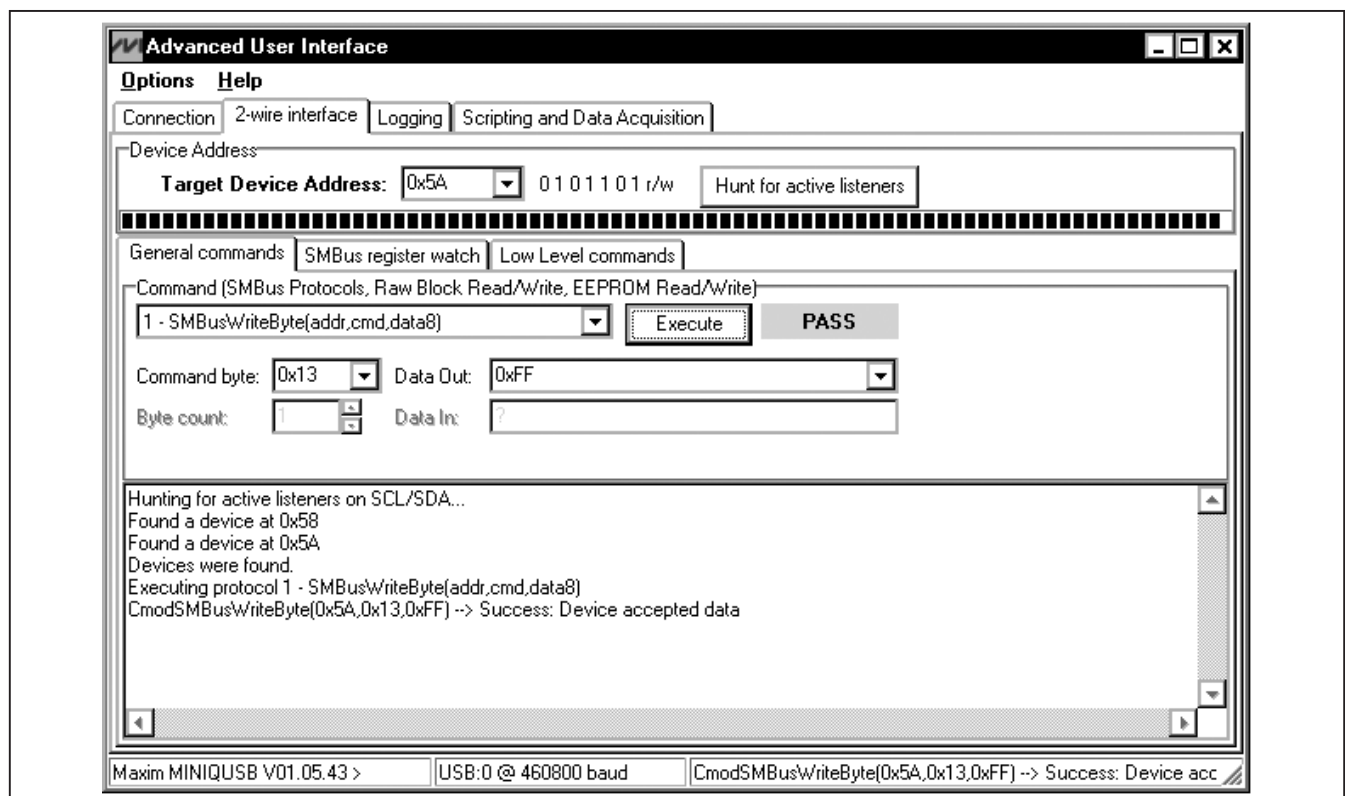 Advanced User Interface
Options Help
Connection 2-wire interface Logging Scripting and Data Acquisition
Device Address
Target Device Address: 0x5A 0 1 0 1 1 0 1 r/w Hunt for active listeners
General commands SMBus register watch Low Level commands
Command (SMBus Protocols, Raw Block Read/Write, EEPROM Read/Write)
1 - SMBusWriteByte(addr,cmd,data8) Execute PASS
Command byte: 0x13 Data Out: 0xFF
Byte count: 1 Data In: ?
Hunting for active listeners on SCL/SDA...
Found a device at 0x58
Found a device at 0x5A
Devices were found.
Executing protocol 1 - SMBusWriteByte(addr,cmd,data8)
CmodSMBusWriteByte(0x5A,0x13,0xFF) --> Success: Device accepted data
Maxim MINIQUSB V01.05.43 > USB:0 @ 460800 baud CmodSMBusWriteByte(0x5A,0x13,0xFF) --> Success: Device acc